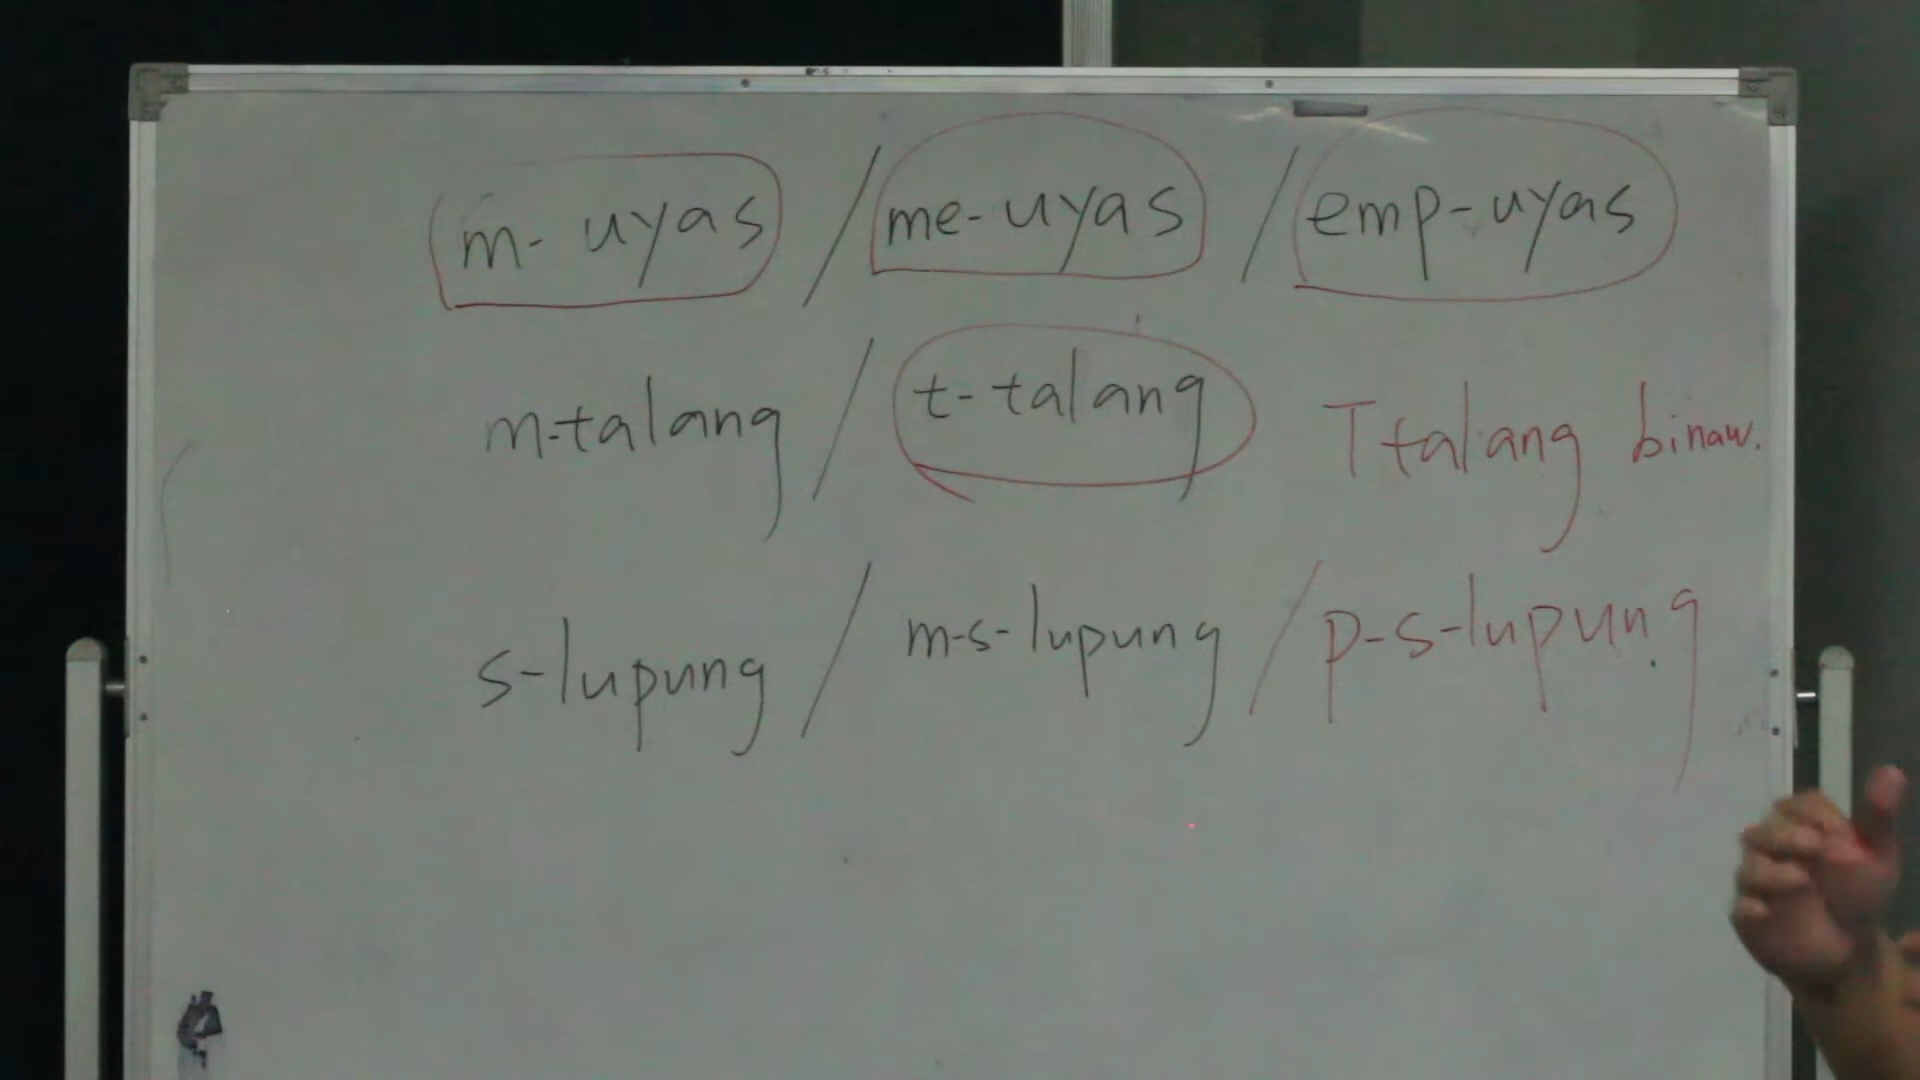 m-uyas / me-uyas / emp-uyas
m-talang / t-talang Ttalang binaw.
s-lupung / m-s-lupung / p-s-lupung